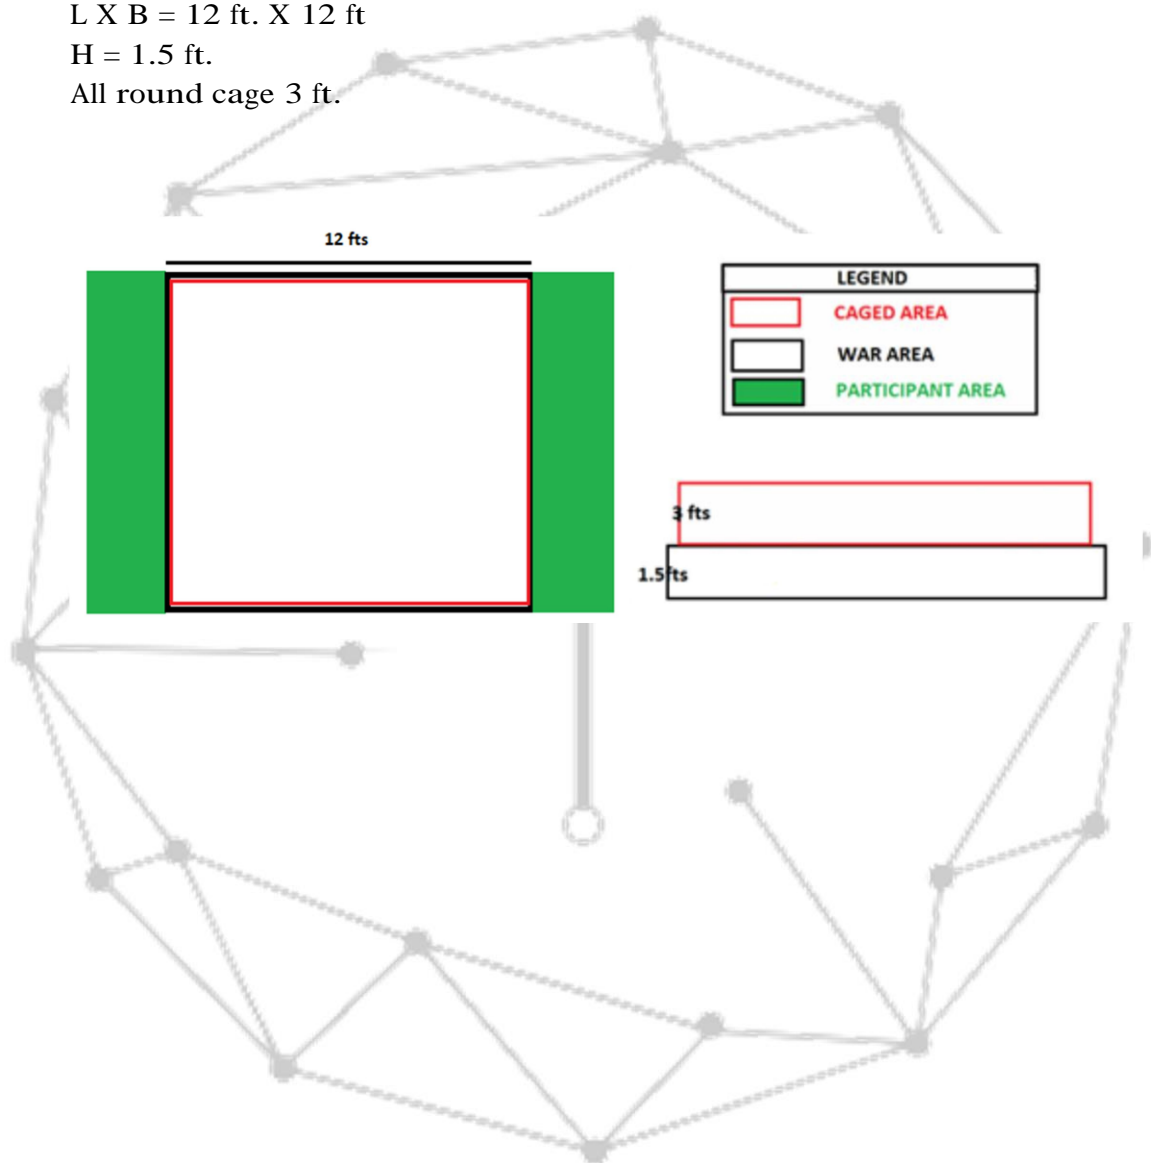 L X B = 12 ft. X 12 ft
H = 1.5 ft.
All round cage 3 ft.
12 fts
LEGEND
CAGED AREA
WAR AREA
PARTICIPANT AREA
3 fts
1.5 fts